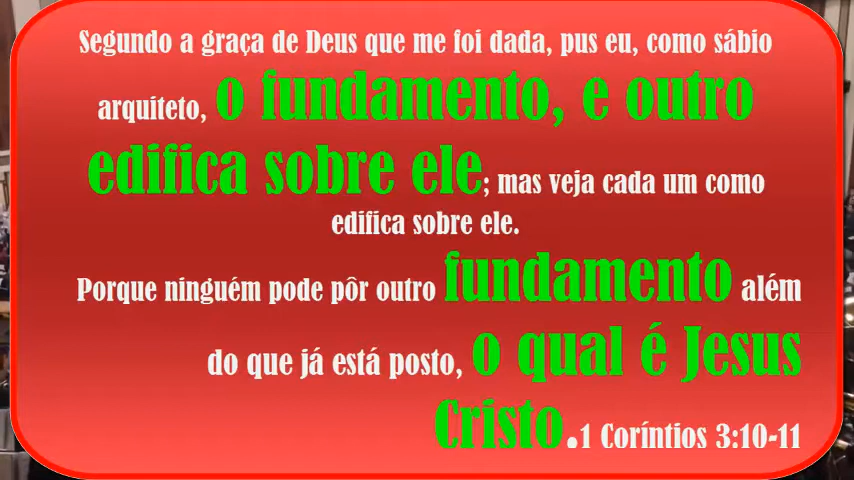 Segundo a graça de Deus que me foi dada, pus eu, como sábio
arquiteto, o fundamento, e outro
edifica sobre ele; mas veja cada um como
edifica sobre ele.
Porque ninguém pode pôr outro fundamento além
do que já está posto, o qual é Jesus
Cristo.1 Coríntios 3:10-11